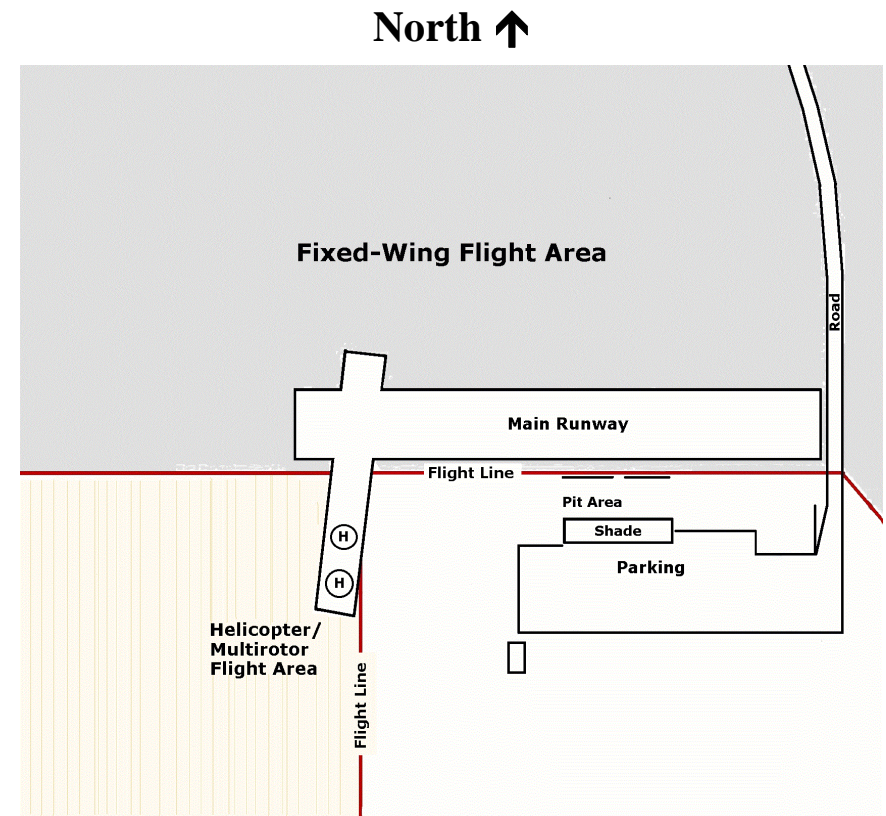 North ↑
Fixed-Wing Flight Area
Road
Main Runway
Flight Line
Pit Area
Shade
H
Parking
H
Helicopter/
Multirotor
Flight Area
Flight Line